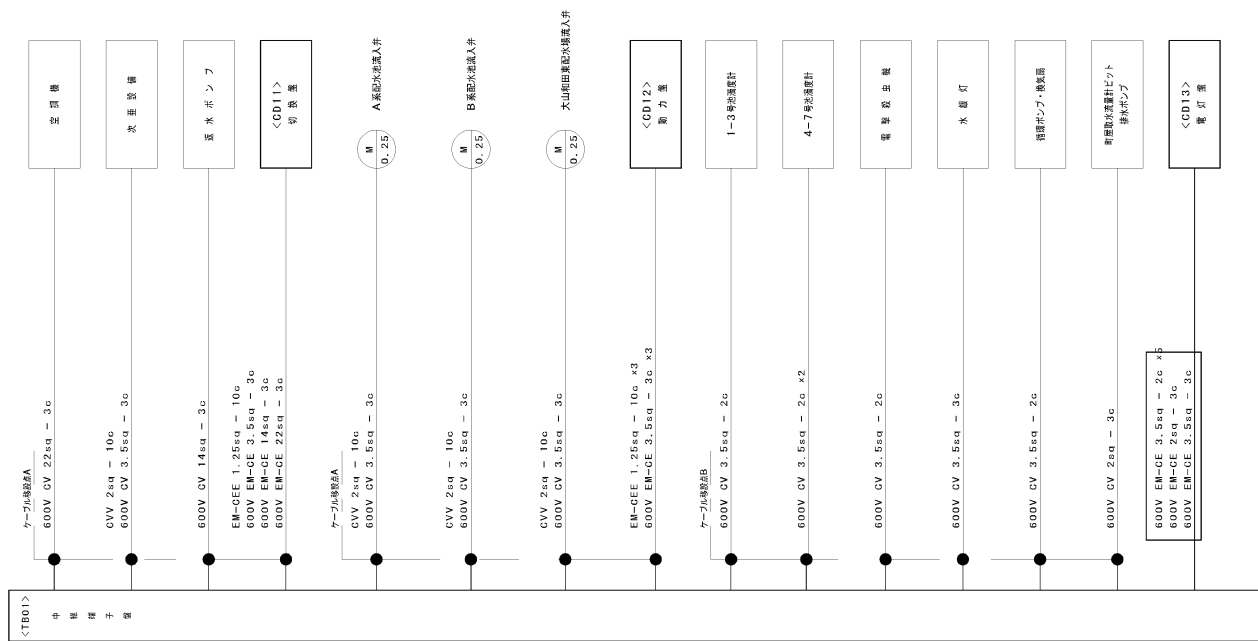 空調機
ケーブル移設点A
600V CV 22sq - 3c
次亜設備
CVV 2sq - 10c
600V CV 3.5sq - 3c
返水ポンプ
600V CV 14sq - 3c
<CD11>
切換盤
EM-CEE 1.25sq - 10c
600V EM-CE 3.5sq - 3c
600V EM-CE 14sq - 3c
600V EM-CE 22sq - 3c
A系配水池流入弁
M
0.25
ケーブル移設点A
CVV 2sq - 10c
600V CV 3.5sq - 3c
B系配水池流入弁
M
0.25
CVV 2sq - 10c
600V CV 3.5sq - 3c
大山和田東配水場流入弁
M
0.25
CVV 2sq - 10c
600V CV 3.5sq - 3c
<CD12>
動力盤
EM-CEE 1.25sq - 10c ×3
600V EM-CE 3.5sq - 3c ×3
1-3号池濁度計
ケーブル移設点B
600V CV 3.5sq - 2c
4-7号池濁度計
600V CV 3.5sq - 2c ×2
電撃殺虫機
600V CV 3.5sq - 2c
水銀灯
600V CV 3.5sq - 3c
循環ポンプ・換気扇
600V CV 3.5sq - 2c
町屋取水流量計ピット
排水ポンプ
600V CV 2sq - 3c
<CD13>
電灯盤
600V EM-CE 3.5sq - 2c ×5
600V EM-CE 2sq - 3c
600V EM-CE 3.5sq - 3c
<TB01>
中継端子盤